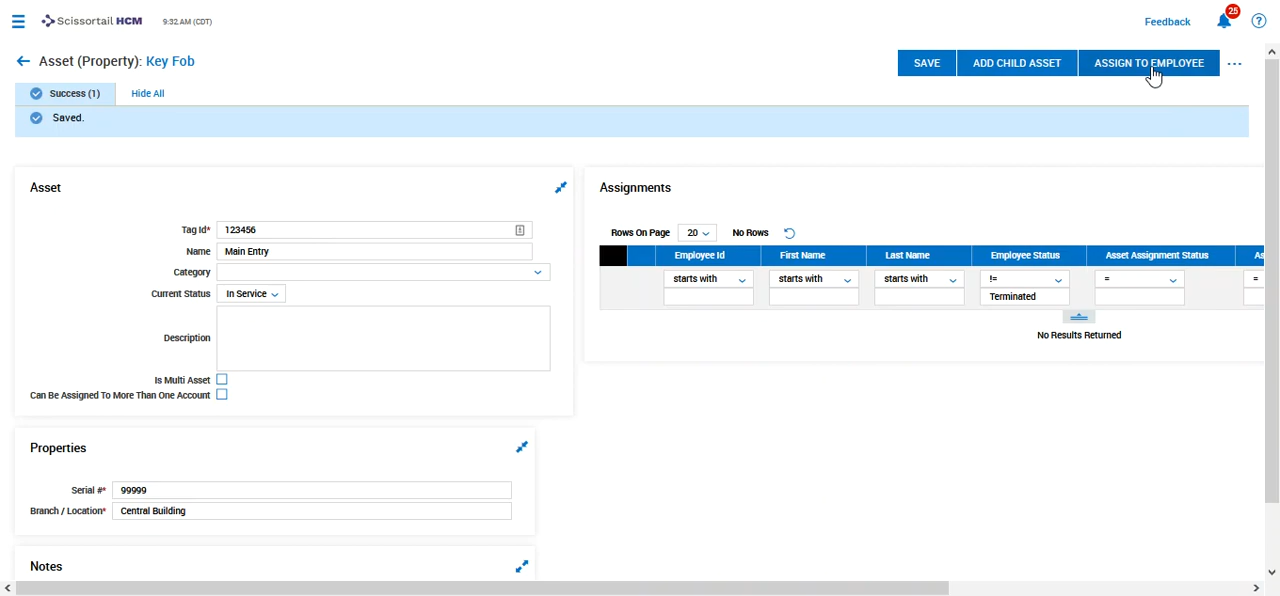 Scissortail HCM
9:32 AM (CDT)
Feedback
25
?
Asset (Property): Key Fob
SAVE
ADD CHILD ASSET
ASSIGN TO EMPLOYEE
...
Success (1)
Hide All
Saved.
Asset
Tag Id* 123456
Name Main Entry
Category
Current Status In Service
Description
Is Multi Asset
Can Be Assigned To More Than One Account
Properties
Serial #* 99999
Branch / Location* Central Building
Notes
Assignments
Rows On Page 20 No Rows
Employee Id First Name Last Name Employee Status Asset Assignment Status As
starts with starts with starts with != = =
Terminated
No Results Returned